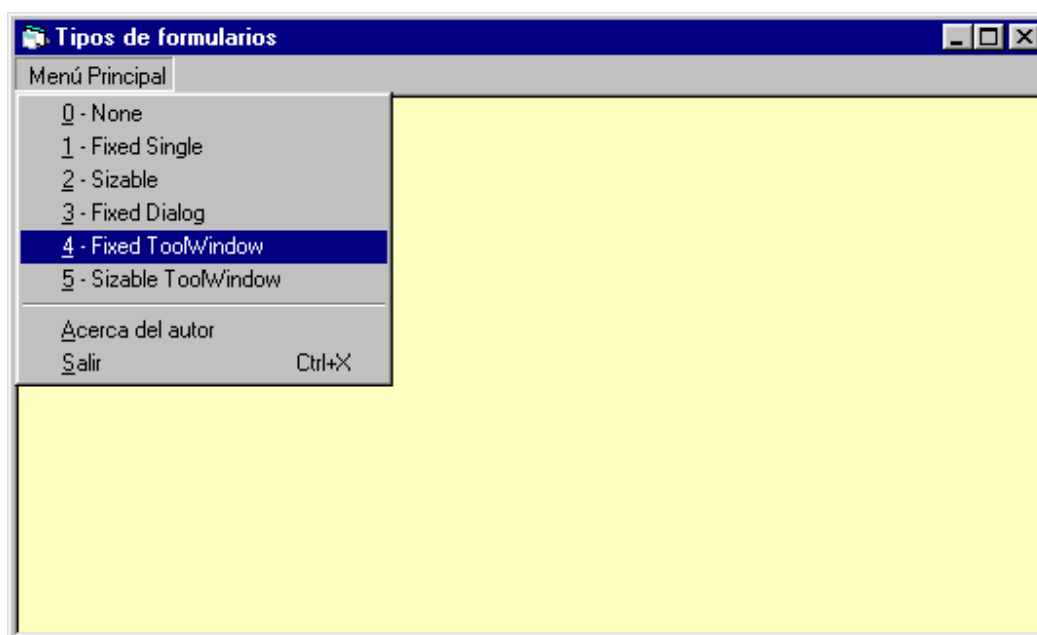 Tipos de formularios
Menú Principal
0 - None
1 - Fixed Single
2 - Sizable
3 - Fixed Dialog
4 - Fixed ToolWindow
5 - Sizable ToolWindow
Acerca del autor
Salir Ctrl+X